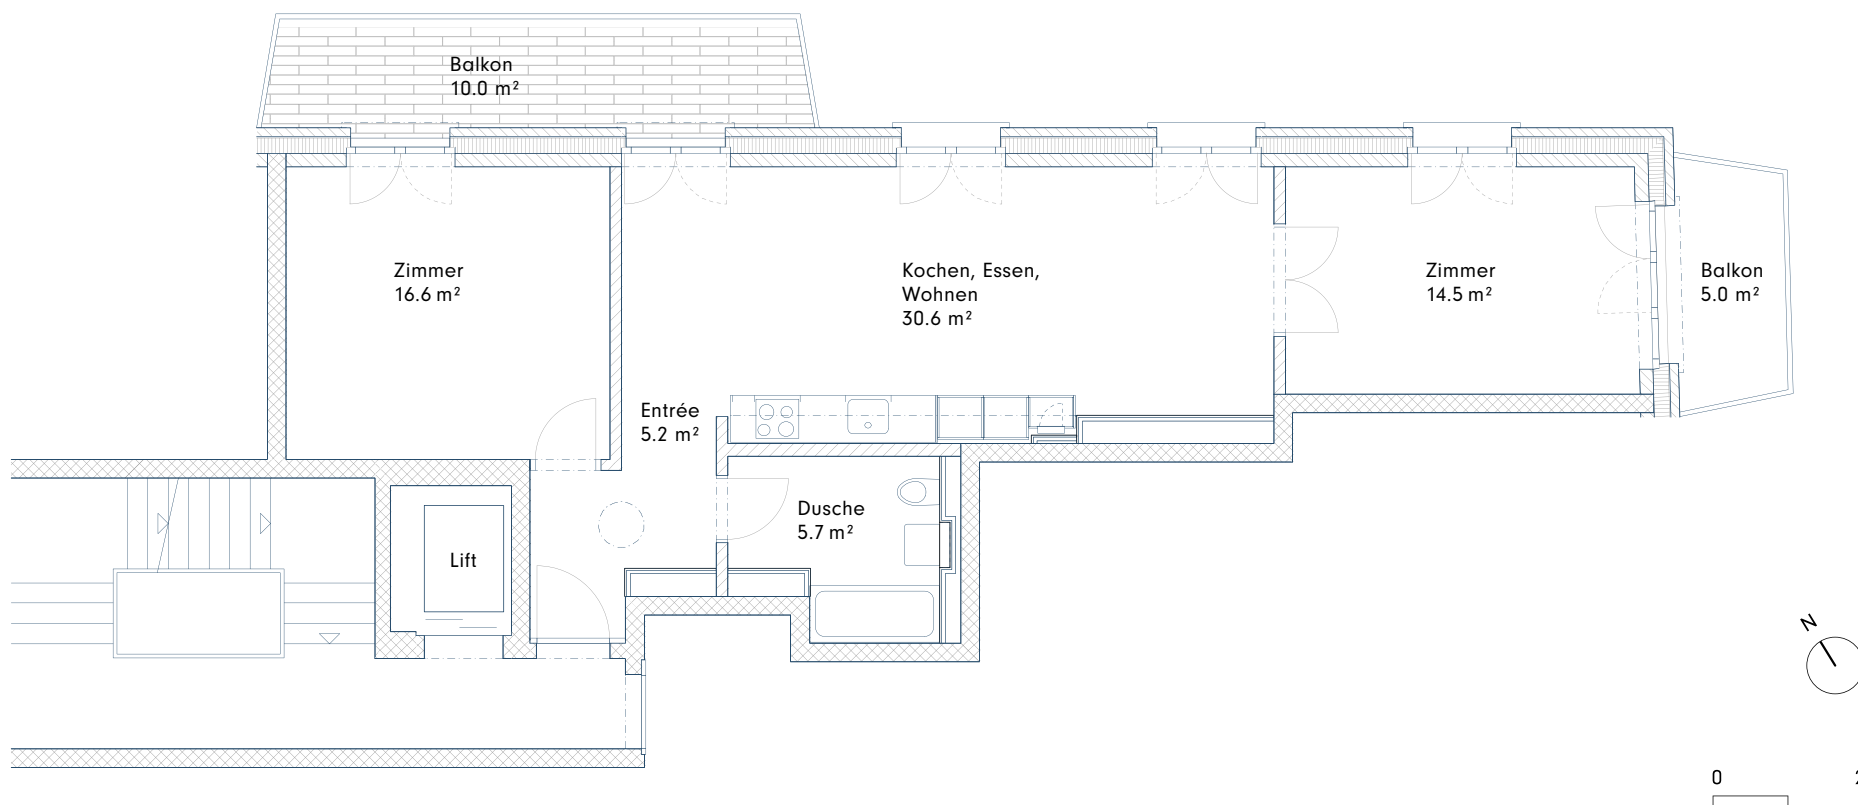 Balkon
10.0 m²
Zimmer
16.6 m²
Kochen, Essen,
Wohnen
30.6 m²
Zimmer
14.5 m²
Balkon
5.0 m²
Entrée
5.2 m²
Dusche
5.7 m²
Lift
N
0